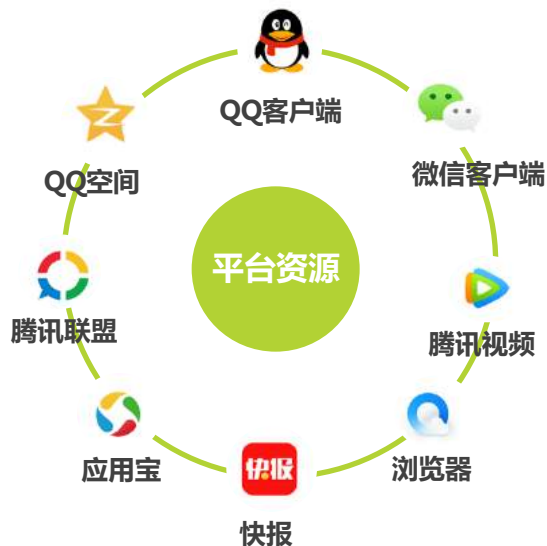 QQ客户端
微信客户端
QQ空间
平台资源
腾讯联盟
腾讯视频
应用宝
快报
浏览器
快报